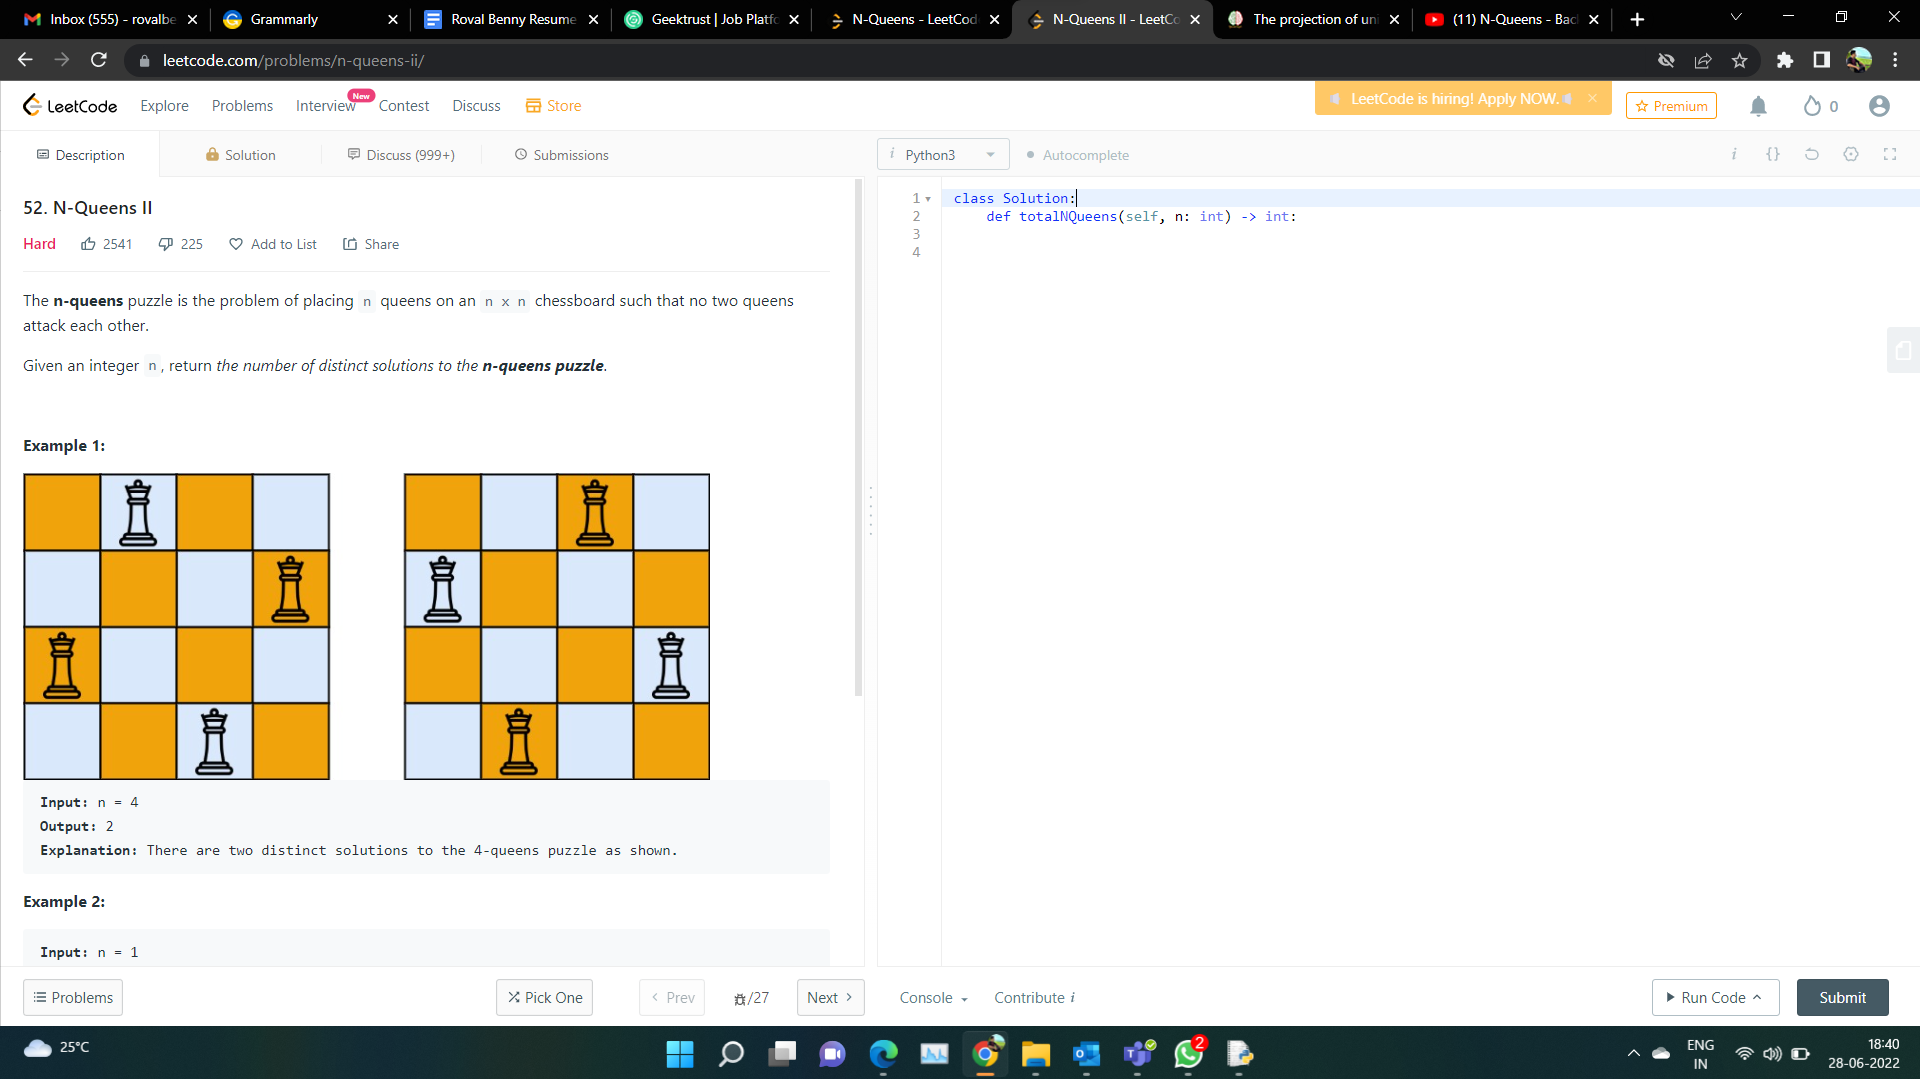 Inbox (555) - rovalbe
Grammarly
Roval Benny Resume
Geektrust | Job Platfo
N-Queens - LeetCod
N-Queens II - LeetCo
The projection of uni
(11) N-Queens - Bac
leetcode.com/problems/n-queens-ii/
LeetCode
Explore
Problems
Interview
New
Contest
Discuss
Store
LeetCode is hiring! Apply NOW.
Premium
0
Description
Solution
Discuss (999+)
Submissions
i Python3
Autocomplete
i {}
52. N-Queens II
Hard
2541
225
Add to List
Share
The n-queens puzzle is the problem of placing n queens on an n x n chessboard such that no two queens
attack each other.
Given an integer n, return the number of distinct solutions to the n-queens puzzle.
Example 1:
Input: n = 4
Output: 2
Explanation: There are two distinct solutions to the 4-queens puzzle as shown.
Example 2:
Input: n = 1
1 class Solution:
2     def totalNQueens(self, n: int) -> int:
3
4
Problems
Pick One
Prev
/27
Next
Console
Contribute i
Run Code
Submit
25°C
2
ENG
IN
18:40
28-06-2022